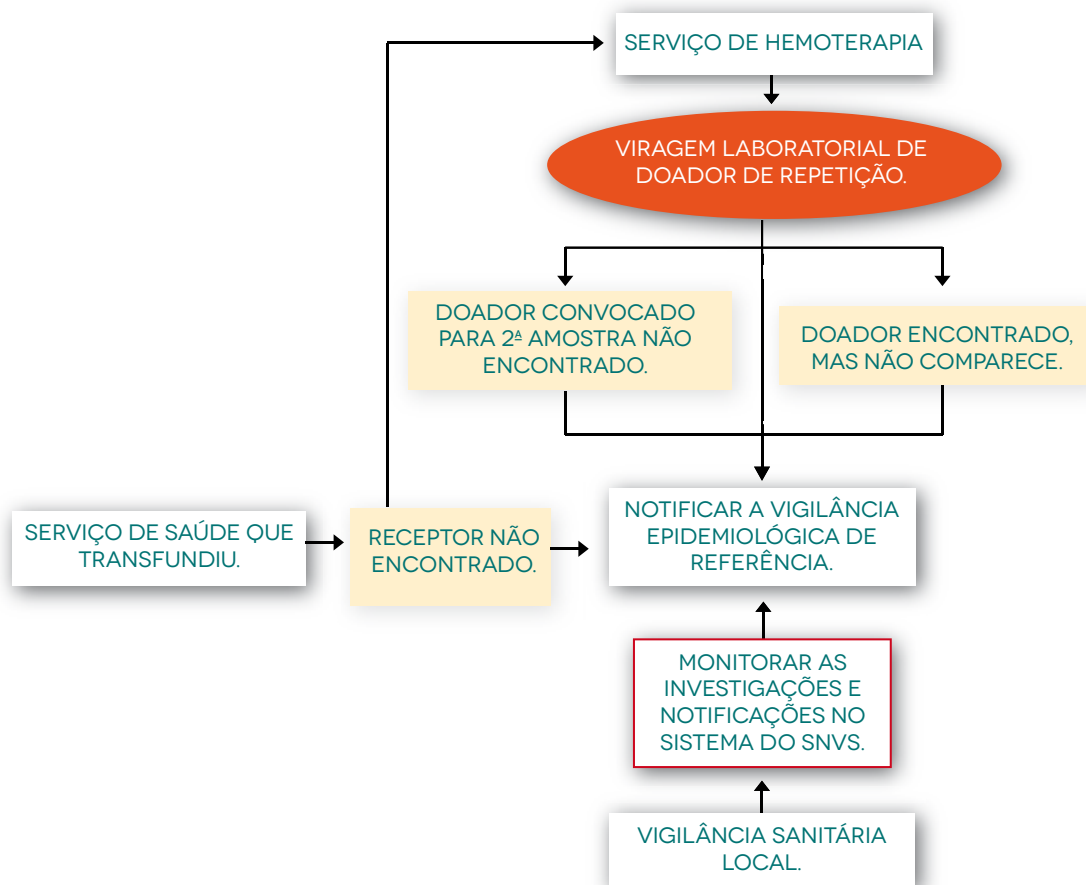 SERVIÇO DE HEMOTERAPIA
VIRAGEM LABORATORIAL DE
DOADOR DE REPETIÇÃO.
DOADOR CONVOCADO
PARA 2ª AMOSTRA NÃO
ENCONTRADO.
DOADOR ENCONTRADO,
MAS NÃO COMPARECE.
SERVIÇO DE SAÚDE QUE
TRANSFUNDIU.
RECEPTOR NÃO
ENCONTRADO.
NOTIFICAR A VIGILÂNCIA
EPIDEMIOLÓGICA DE
REFERÊNCIA.
MONITORAR AS
INVESTIGAÇÕES E
NOTIFICAÇÕES NO
SISTEMA DO SNVS.
VIGILÂNCIA SANITÁRIA
LOCAL.